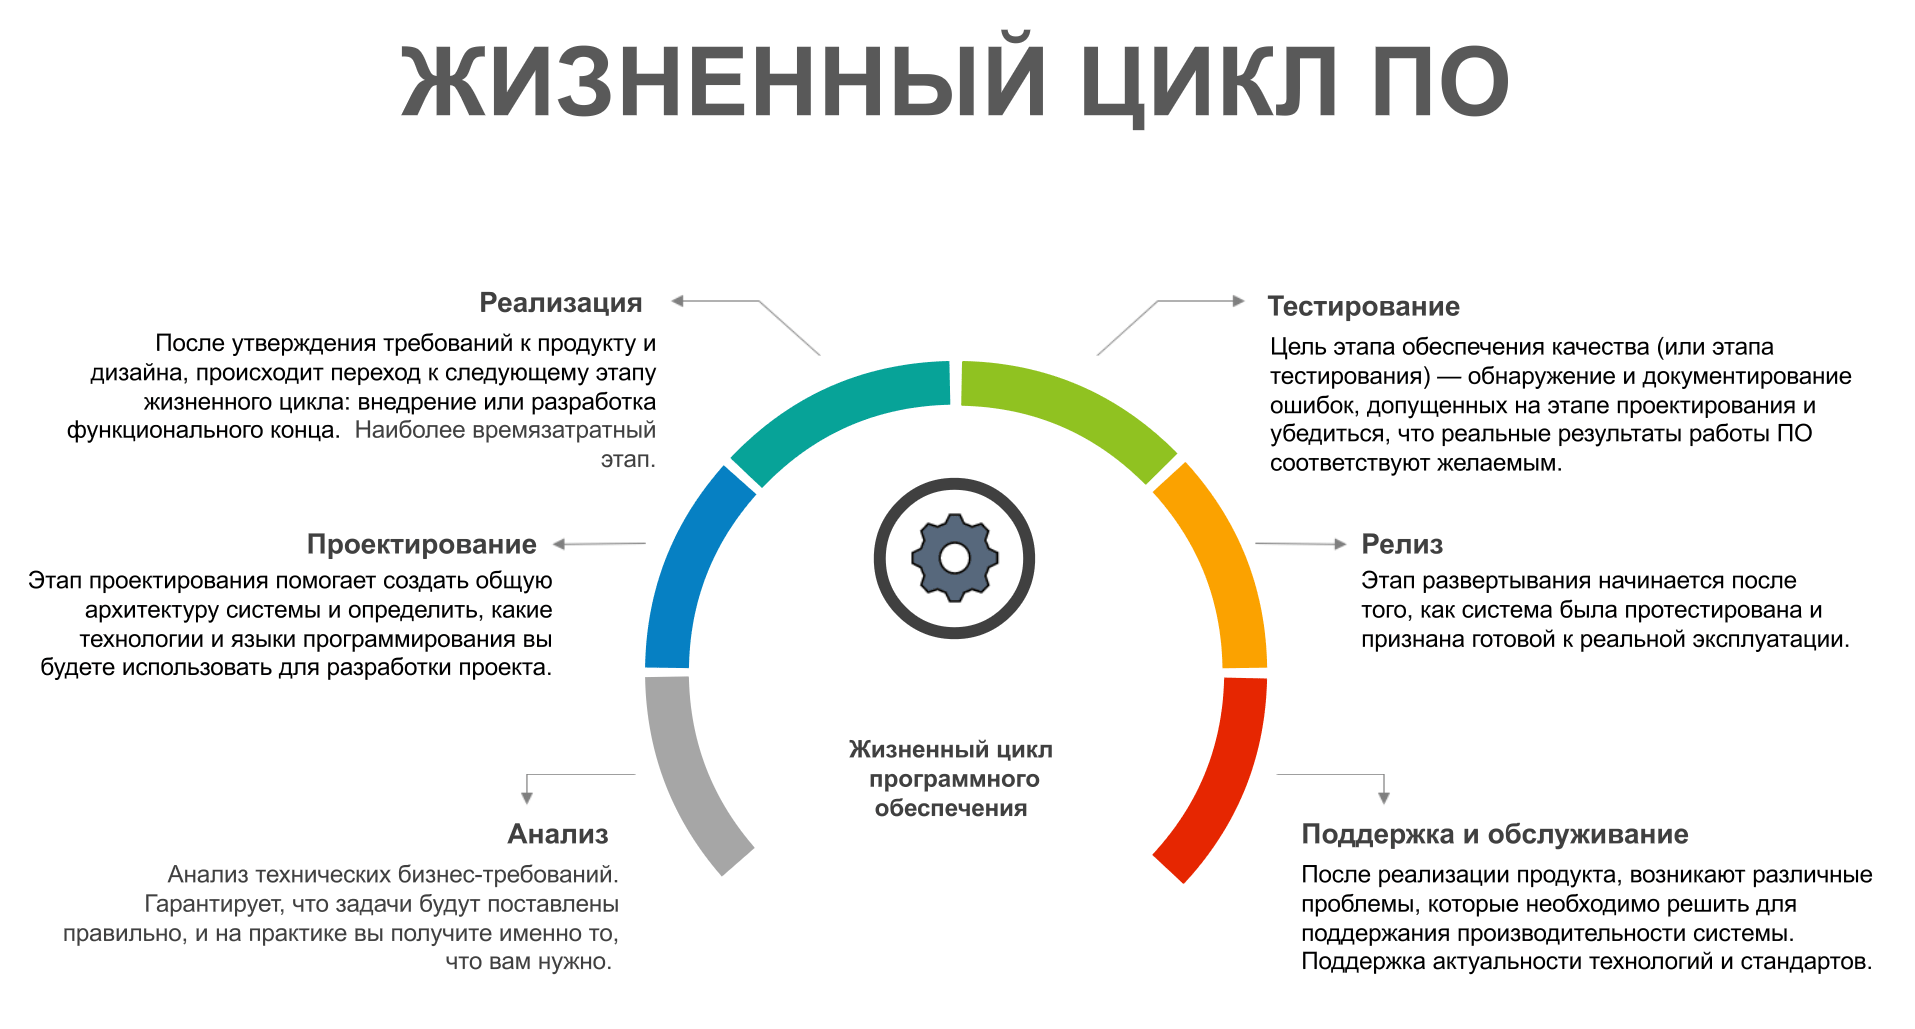 ЖИЗНЕННЫЙ ЦИКЛ ПО
Реализация
После утверждения требований к продукту и
дизайна, происходит переход к следующему этапу
жизненного цикла: внедрение или разработка
функционального конца.  Наиболее времязатратный
этап.
Тестирование
Цель этапа обеспечения качества (или этапа
тестирования) — обнаружение и документирование
ошибок, допущенных на этапе проектирования и
убедиться, что реальные результаты работы ПО
соответствуют желаемым.
Проектирование
Этап проектирования помогает создать общую
архитектуру системы и определить, какие
технологии и языки программирования вы
будете использовать для разработки проекта.
Релиз
Этап развертывания начинается после
того, как система была протестирована и
признана готовой к реальной эксплуатации.
Жизненный цикл
программного
обеспечения
Анализ
Анализ технических бизнес-требований.
Гарантирует, что задачи будут поставлены
правильно, и на практике вы получите именно то,
что вам нужно.
Поддержка и обслуживание
После реализации продукта, возникают различные
проблемы, которые необходимо решить для
поддержания производительности системы.
Поддержка актуальности технологий и стандартов.